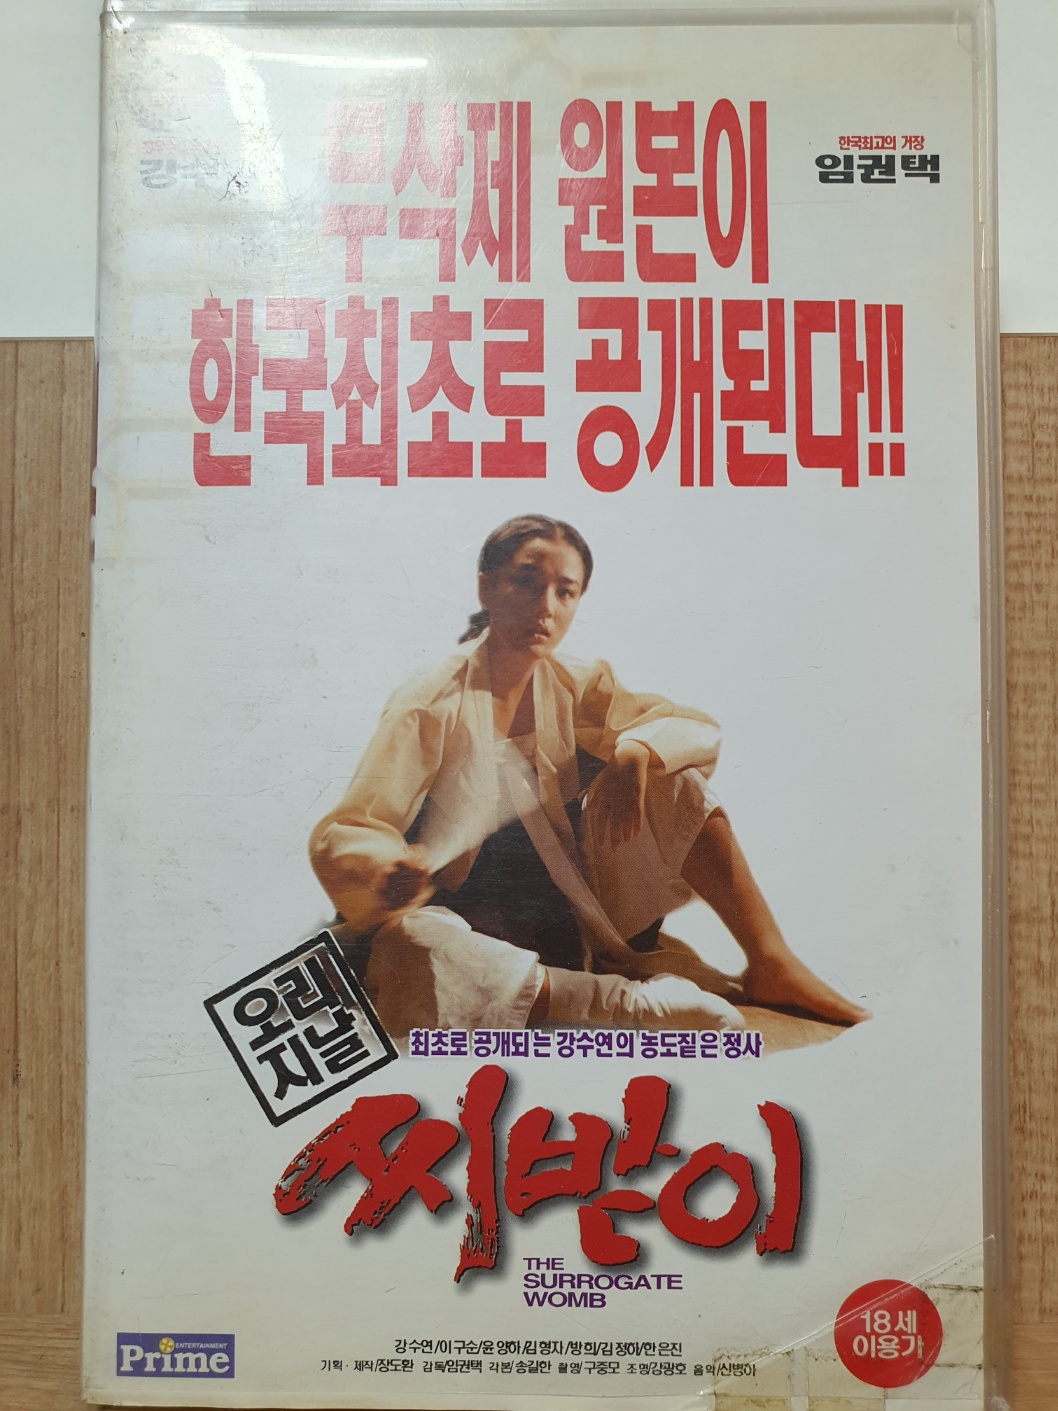 한국최고의 거장
임권택
무삭제 원본이
한국최초로 공개된다!!
오리
지날
최초로 공개되는 강수연의 농도짙은 정사
씨받이
THE
SURROGATE
WOMB
18세
이용가
ENTERTAINMENT
Prime
강수연/이구순/윤양하/김형자/방희/김정하/한은진
기획·제작/장도환 감독/임권택 각본/송길한 촬영/구중모 조명/강광호 음악/신병하